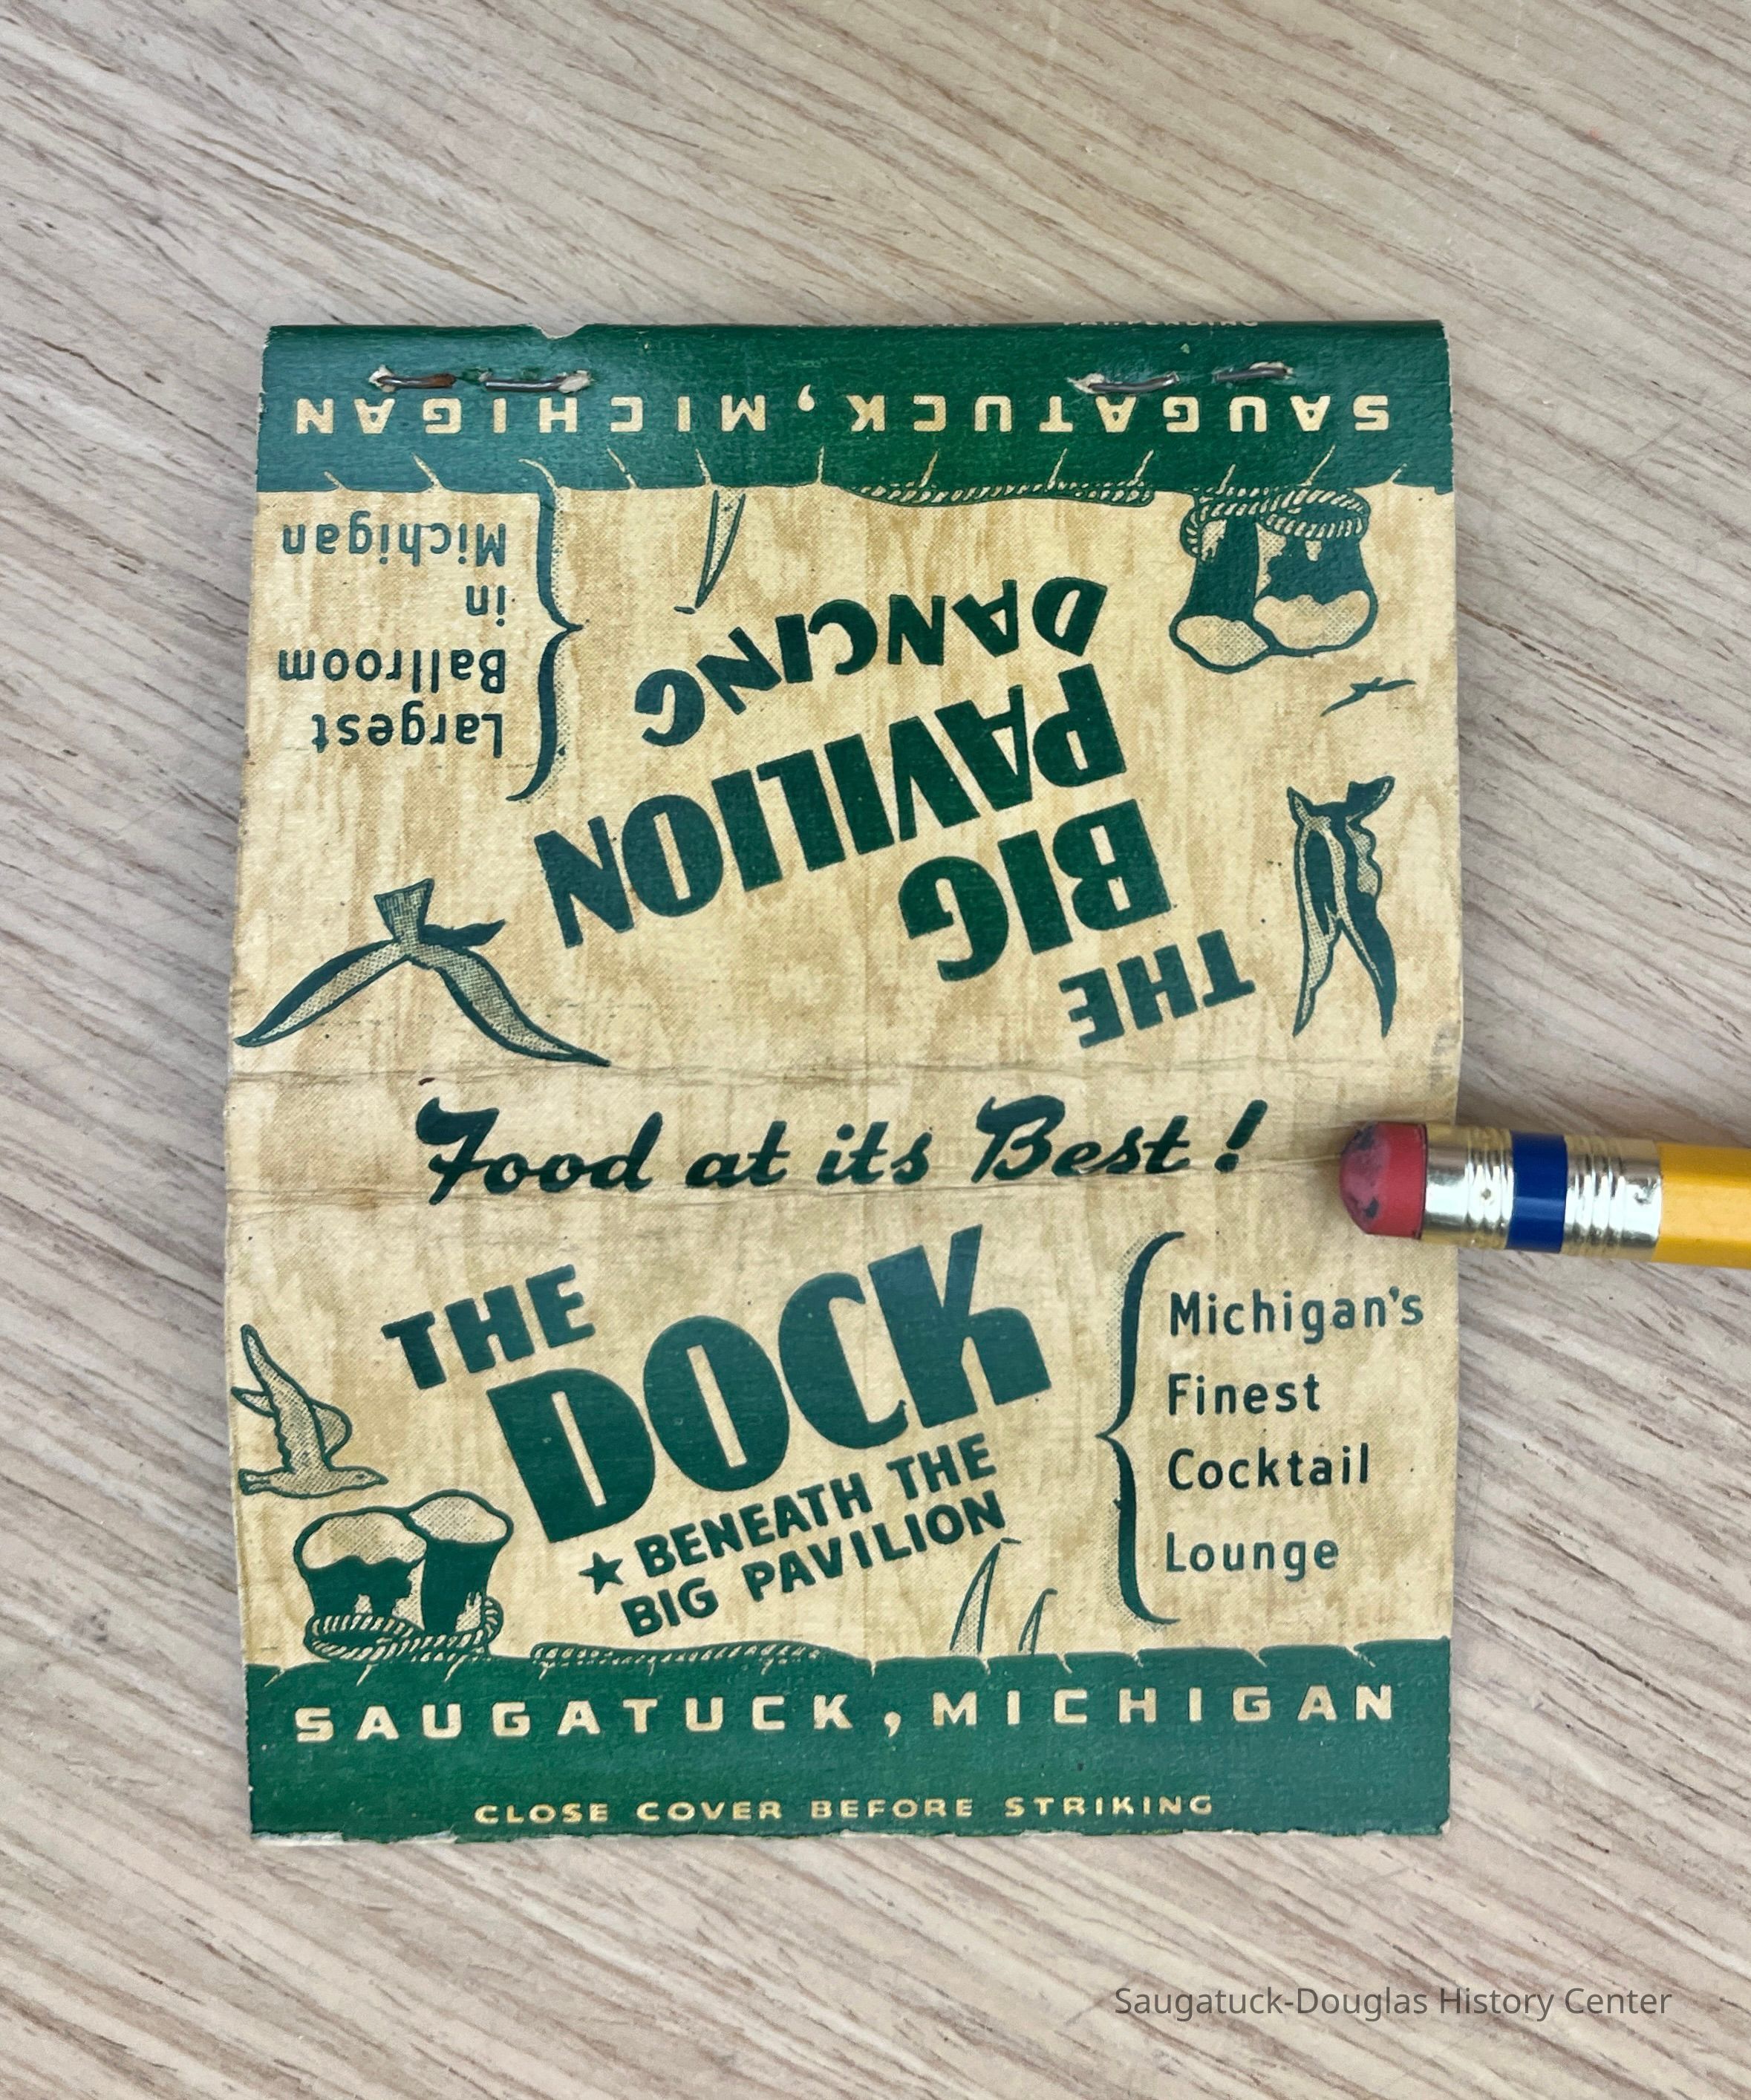 SAUGATUCK, MICHIGAN
THE
BIG
PAVILION
DANCING
Largest
Ballroom
in
Michigan
Food at its Best!
THE
DOCK
★ BENEATH THE
BIG PAVILION
Michigan's
Finest
Cocktail
Lounge
SAUGATUCK, MICHIGAN
CLOSE COVER BEFORE STRIKING
Saugatuck-Douglas History Center